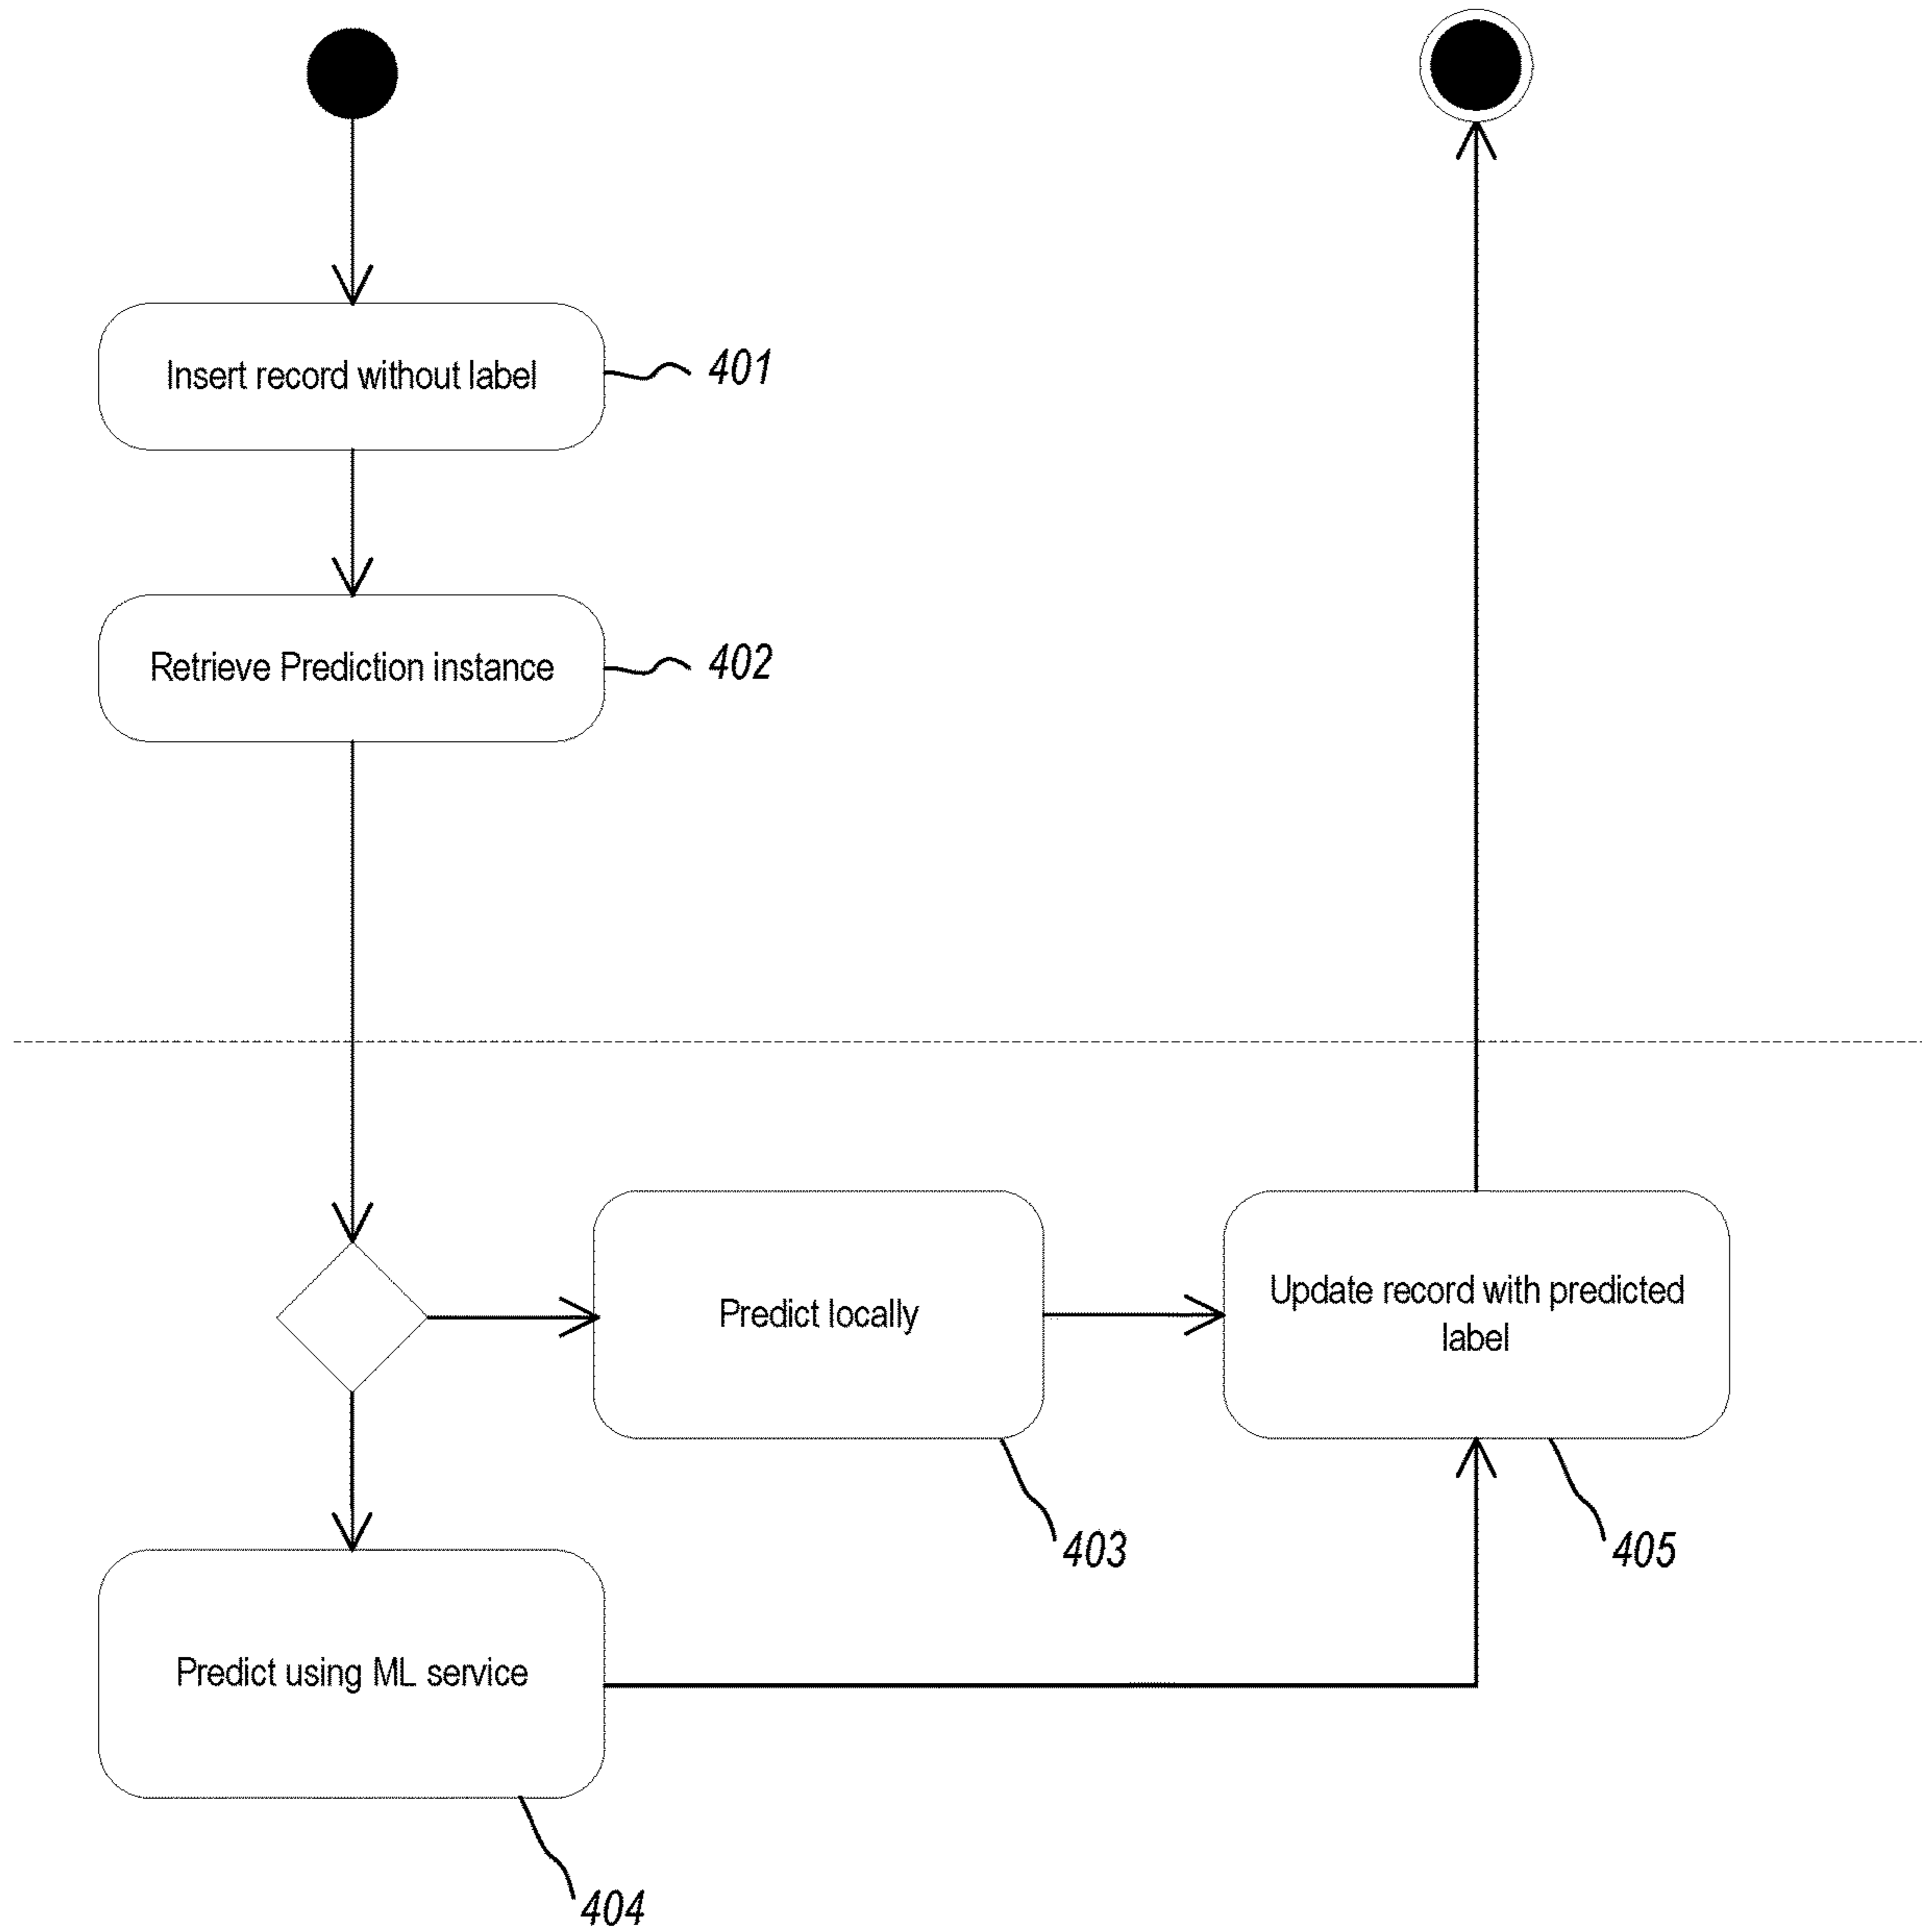 Insert record without label
401
Retrieve Prediction instance
402
Predict locally
Update record with predicted
label
403
405
Predict using ML service
404